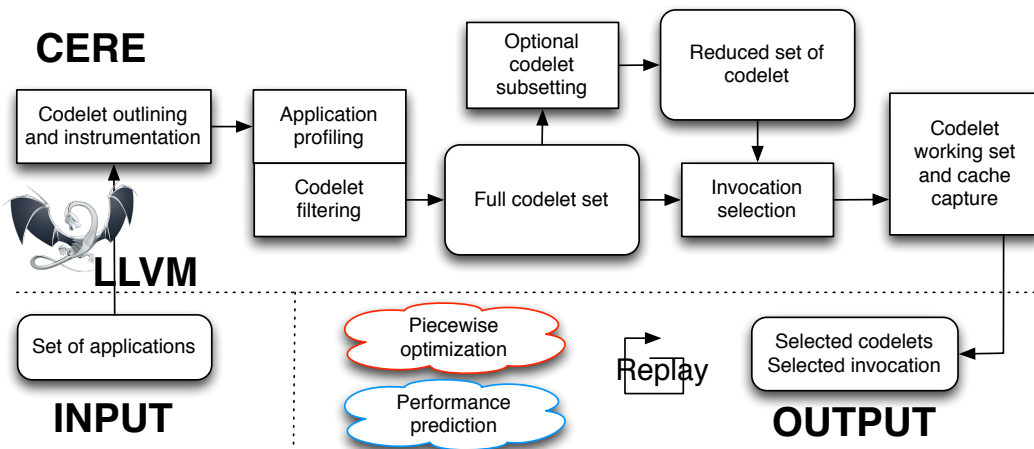 CERE
Codelet outlining
and instrumentation
Application
profiling
Codelet
filtering
Optional
codelet
subsetting
Reduced set of
codelet
Full codelet set
Invocation
selection
Codelet
working set
and cache
capture
LLVM
Set of applications
INPUT
Piecewise
optimization
Performance
prediction
Replay
Selected codelets
Selected invocation
OUTPUT